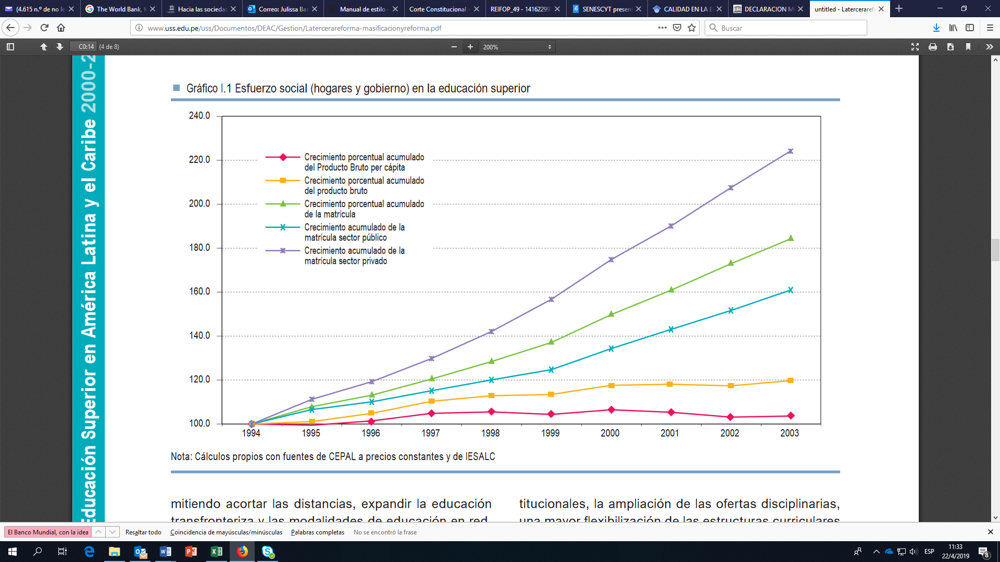 (4.615 n.º de no le
The World Bank,
Hacia las sociedad
Correo: Julissa Ba
Manual de estilo
Corte Constitucional
REIFOP_49 - 14162299
SENESCYT present
CALIDAD EN LA E
DECLARACION M
untitled - Latercerarefo
www.uss.edu.pe/uss/Documentos/DEAC/Gestion/Latercerareforma-masificacionyreforma.pdf
Buscar
C0:14 (4 de 8)
200%
Educación Superior en América Latina y el Caribe 2000-2
Gráfico I.1 Esfuerzo social (hogares y gobierno) en la educación superior
240.0
220.0
200.0
180.0
160.0
140.0
120.0
100.0
Crecimiento porcentual acumulado
del Producto Bruto per cápita
Crecimiento porcentual acumulado
del producto bruto
Crecimiento porcentual acumulado
de la matrícula
Crecimiento acumulado de la
matrícula sector público
Crecimiento acumulado de la
matrícula sector privado
1994 1995 1996 1997 1998 1999 2000 2001 2002 2003
Nota: Cálculos propios con fuentes de CEPAL a precios constantes y de IESALC
mitiendo acortar las distancias, expandir la educación
transfronteriza y las modalidades de educación en red,
titucionales, la ampliación de las ofertas disciplinarias,
una mayor flexibilización de las estructuras curriculares
El Banco Mundial, con la idea
Resaltar todo
Coincidencia de mayúsculas/minúsculas
Palabras completas
No se encontró la frase
ESP
11:33
22/4/2019
8